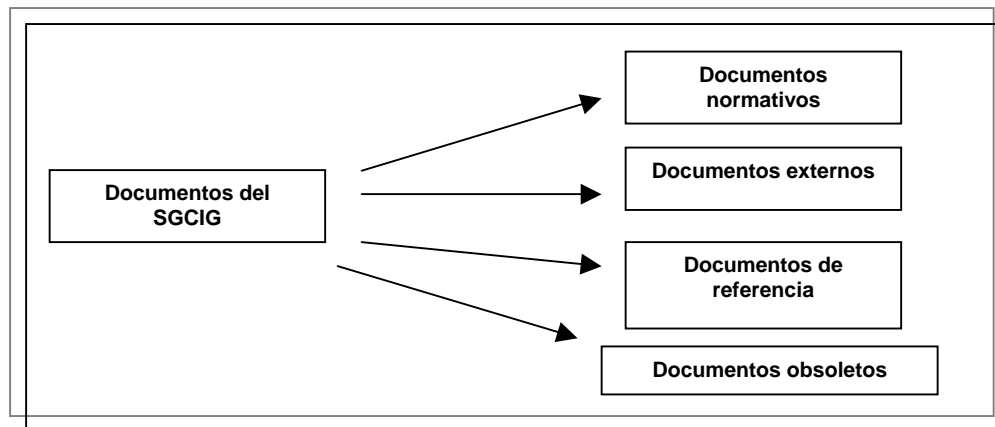 Documentos
normativos
Documentos externos
Documentos del
SGCIG
Documentos de
referencia
Documentos obsoletos